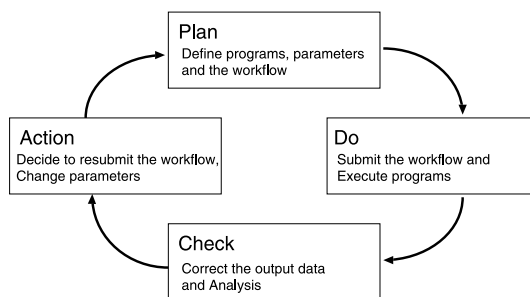 Plan
Define programs, parameters
and the workflow
Action
Decide to resubmit the workflow,
Change parameters
Do
Submit the workflow and
Execute programs
Check
Correct the output data
and Analysis